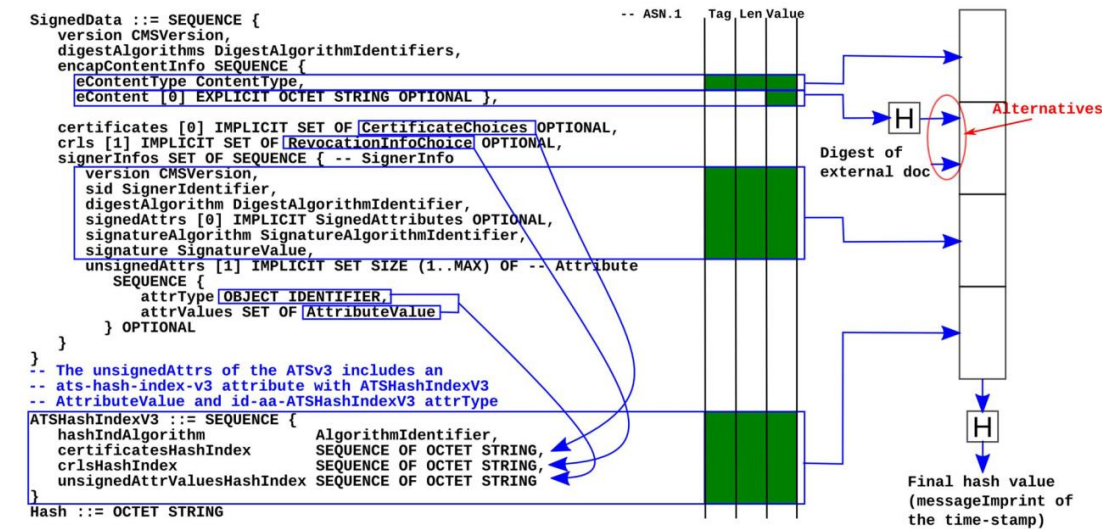 SignedData ::= SEQUENCE { -- ASN.1 Tag Len Value
version CMSVersion,
digestAlgorithms DigestAlgorithmIdentifiers,
encapContentInfo SEQUENCE {
eContentType ContentType,
eContent [0] EXPLICIT OCTET STRING OPTIONAL },
Alternatives
H
certificates [0] IMPLICIT SET OF CertificateChoices OPTIONAL,
crls [1] IMPLICIT SET OF RevocationInfoChoice OPTIONAL,
signerInfos SET OF SEQUENCE { -- SignerInfo
Digest of
external doc
version CMSVersion,
sid SignerIdentifier,
digestAlgorithm DigestAlgorithmIdentifier,
signedAttrs [0] IMPLICIT SignedAttributes OPTIONAL,
signatureAlgorithm SignatureAlgorithmIdentifier,
signature SignatureValue,
unsignedAttrs [1] IMPLICIT SET SIZE (1..MAX) OF -- Attribute
SEQUENCE {
attrType OBJECT IDENTIFIER,
attrValues SET OF AttributeValue
} OPTIONAL
}
}
-- The unsignedAttrs of the ATSv3 includes an
-- ats-hash-index-v3 attribute with ATSHashIndexV3
-- AttributeValue and id-aa-ATSHashIndexV3 attrType
ATSHashIndexV3 ::= SEQUENCE {
hashIndAlgorithm AlgorithmIdentifier,
certificatesHashIndex SEQUENCE OF OCTET STRING,
crlsHashIndex SEQUENCE OF OCTET STRING,
unsignedAttrValuesHashIndex SEQUENCE OF OCTET STRING
}
Hash ::= OCTET STRING
H
Final hash value
(messageImprint of
the time-stamp)